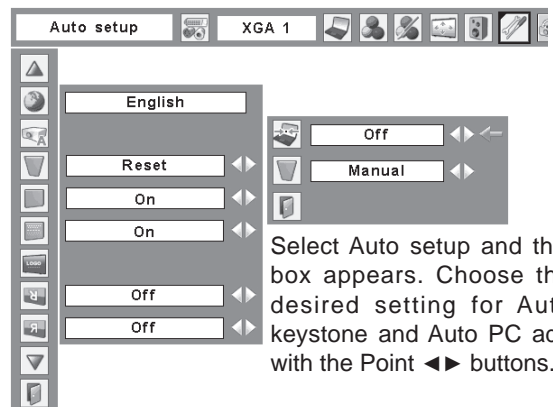 Auto setup
XGA 1
English
Reset
On
On
Off
Off
Off
Manual
LOGO
Select Auto setup and th
box appears. Choose th
desired setting for Aut
keystone and Auto PC ad
with the Point ◄► buttons.